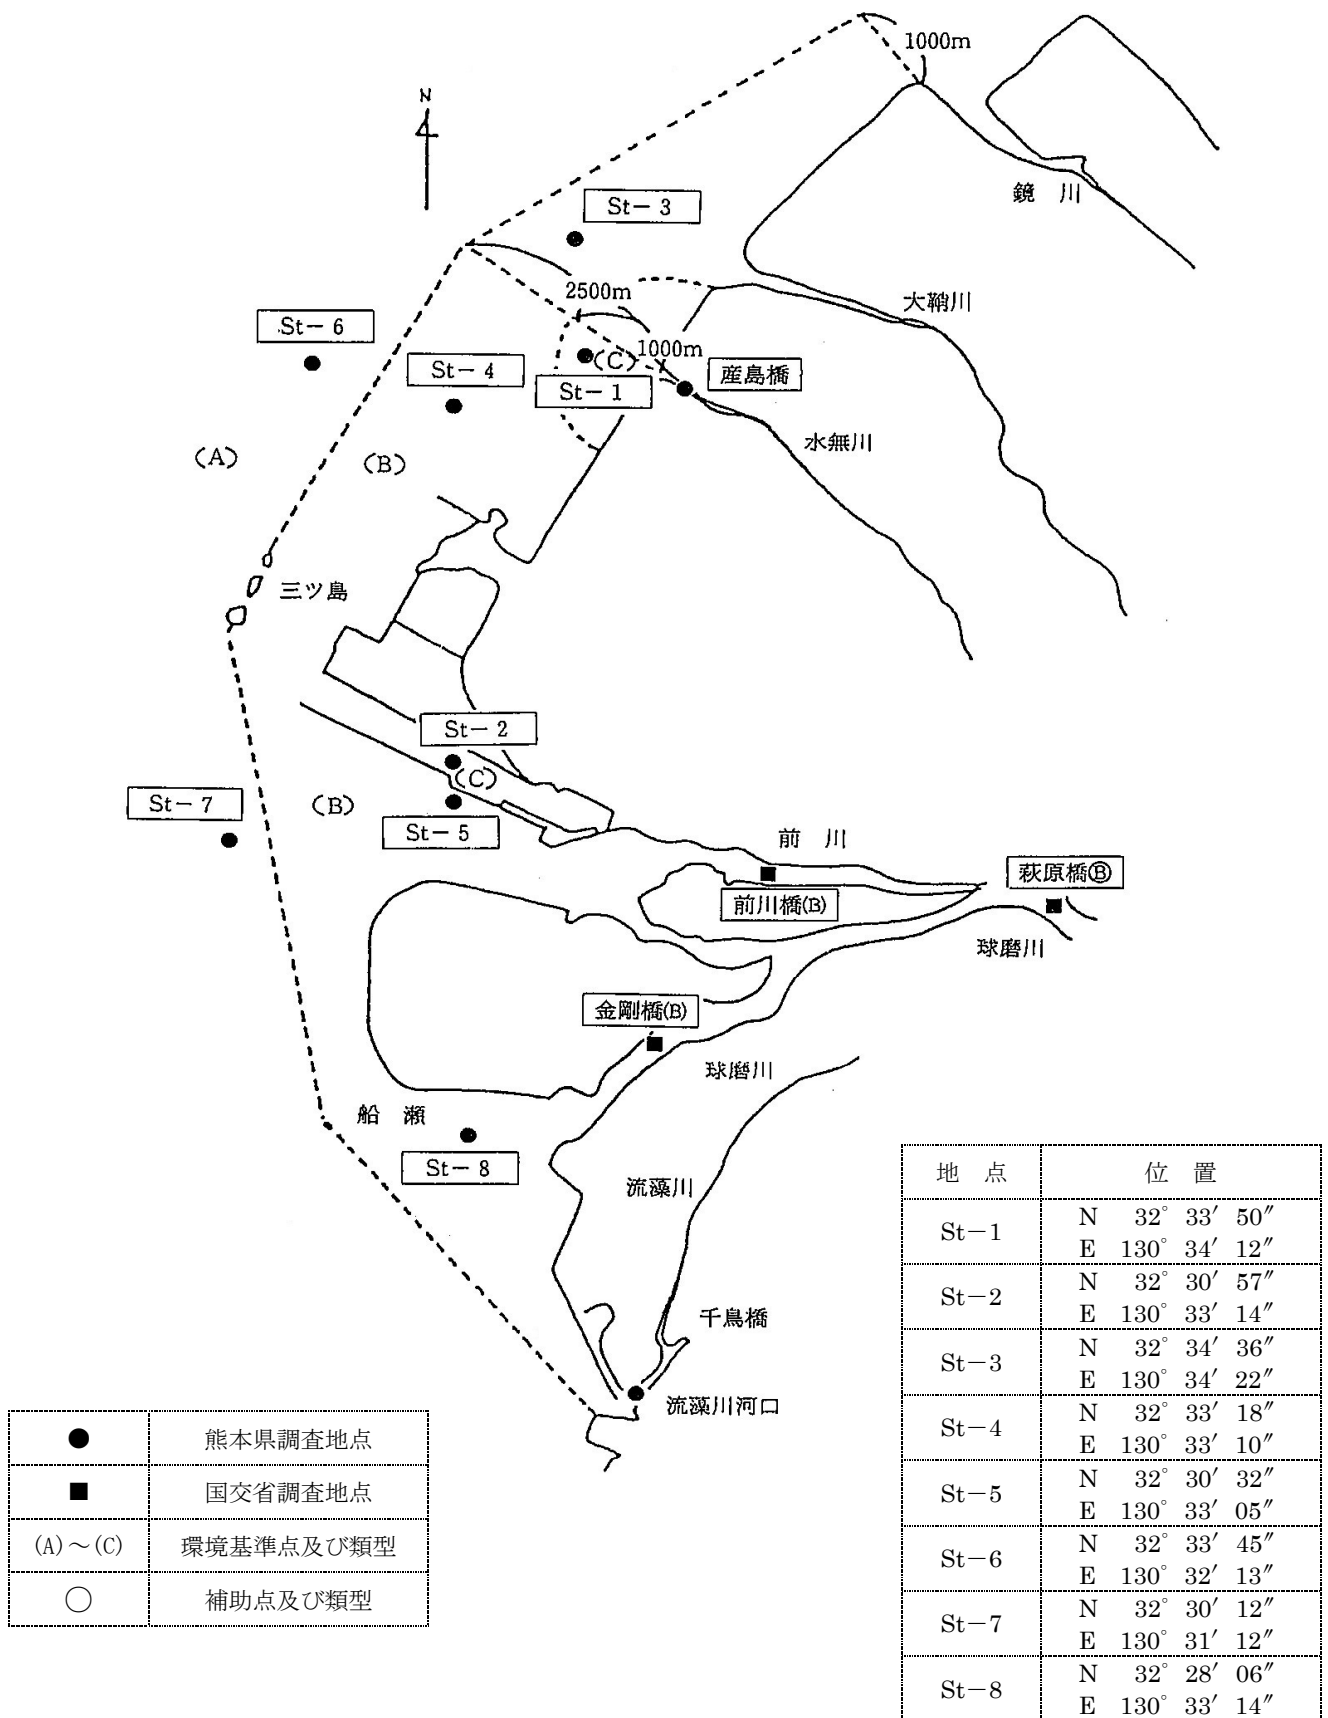 1000m
N
鏡 川
St－3
大鞘川
2500m
St－6
1000m
St－4
(C)
産島橋
St－1
水無川
(A)
(B)
三ツ島
St－2
(C)
St－7
(B)
St－5
前 川
萩原橋Ⓑ
前川橋(B)
球磨川
金剛橋(B)
球磨川
船 瀬
St－8
流藻川
千鳥橋
流藻川河口
● 熊本県調査地点
■ 国交省調査地点
(A)～(C) 環境基準点及び類型
○ 補助点及び類型
地 点 位 置
St－1 N 32° 33′ 50″
E 130° 34′ 12″
St－2 N 32° 30′ 57″
E 130° 33′ 14″
St－3 N 32° 34′ 36″
E 130° 34′ 22″
St－4 N 32° 33′ 18″
E 130° 33′ 10″
St－5 N 32° 30′ 32″
E 130° 33′ 05″
St－6 N 32° 33′ 45″
E 130° 32′ 13″
St－7 N 32° 30′ 12″
E 130° 31′ 12″
St－8 N 32° 28′ 06″
E 130° 33′ 14″